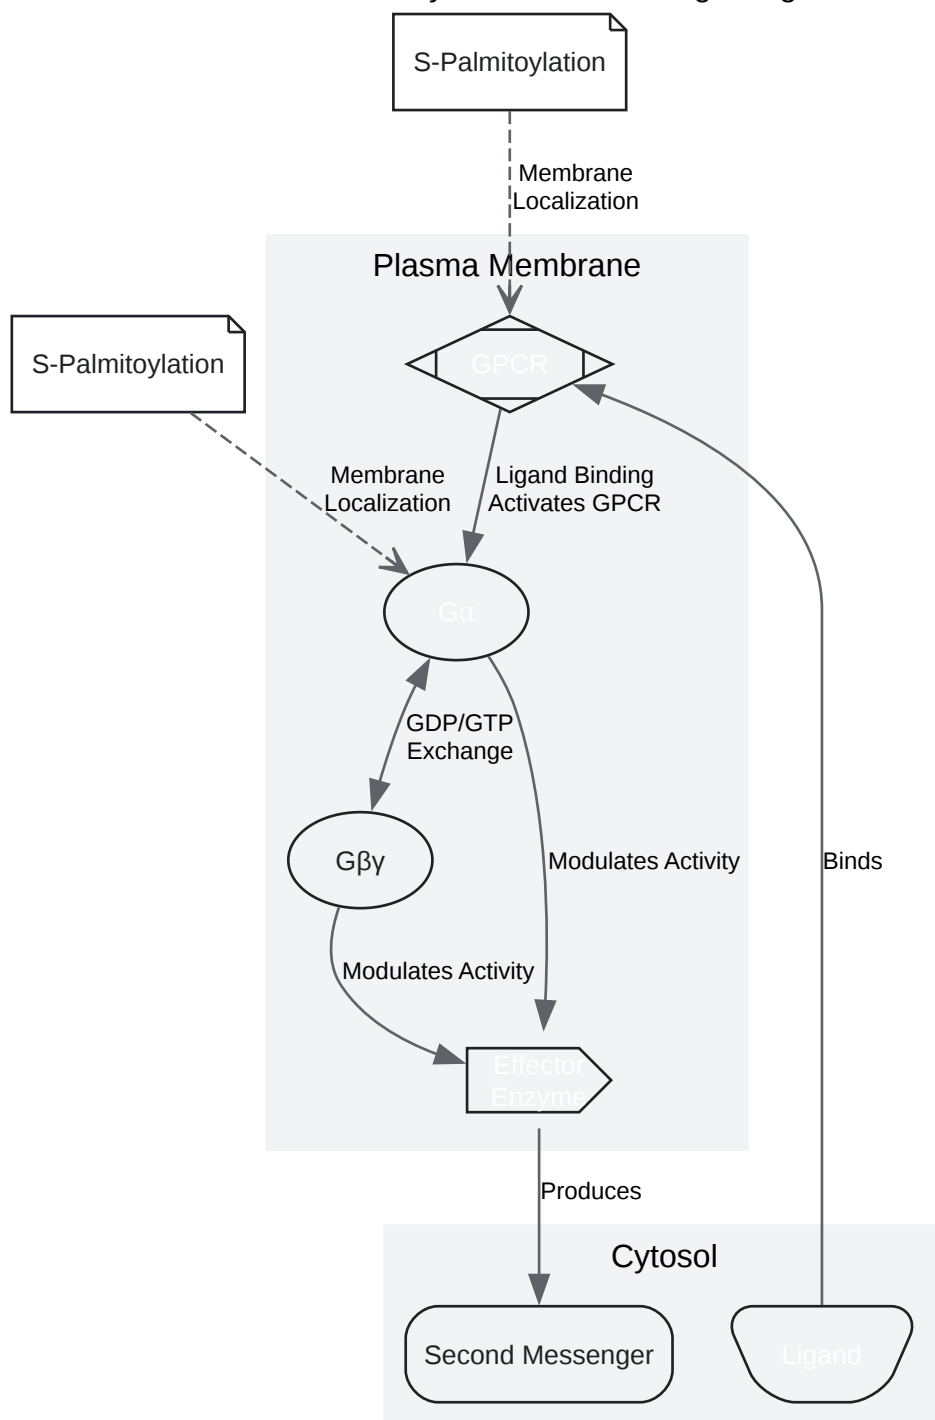 S-Palmitoylation
Membrane
Localization
Plasma Membrane
S-Palmitoylation
GPCR
Membrane
Localization
Ligand Binding
Activates GPCR
Gα
GDP/GTP
Exchange
Gβγ
Modulates Activity
Binds
Modulates Activity
Effector
Enzyme
Produces
Cytosol
Second Messenger
Ligand